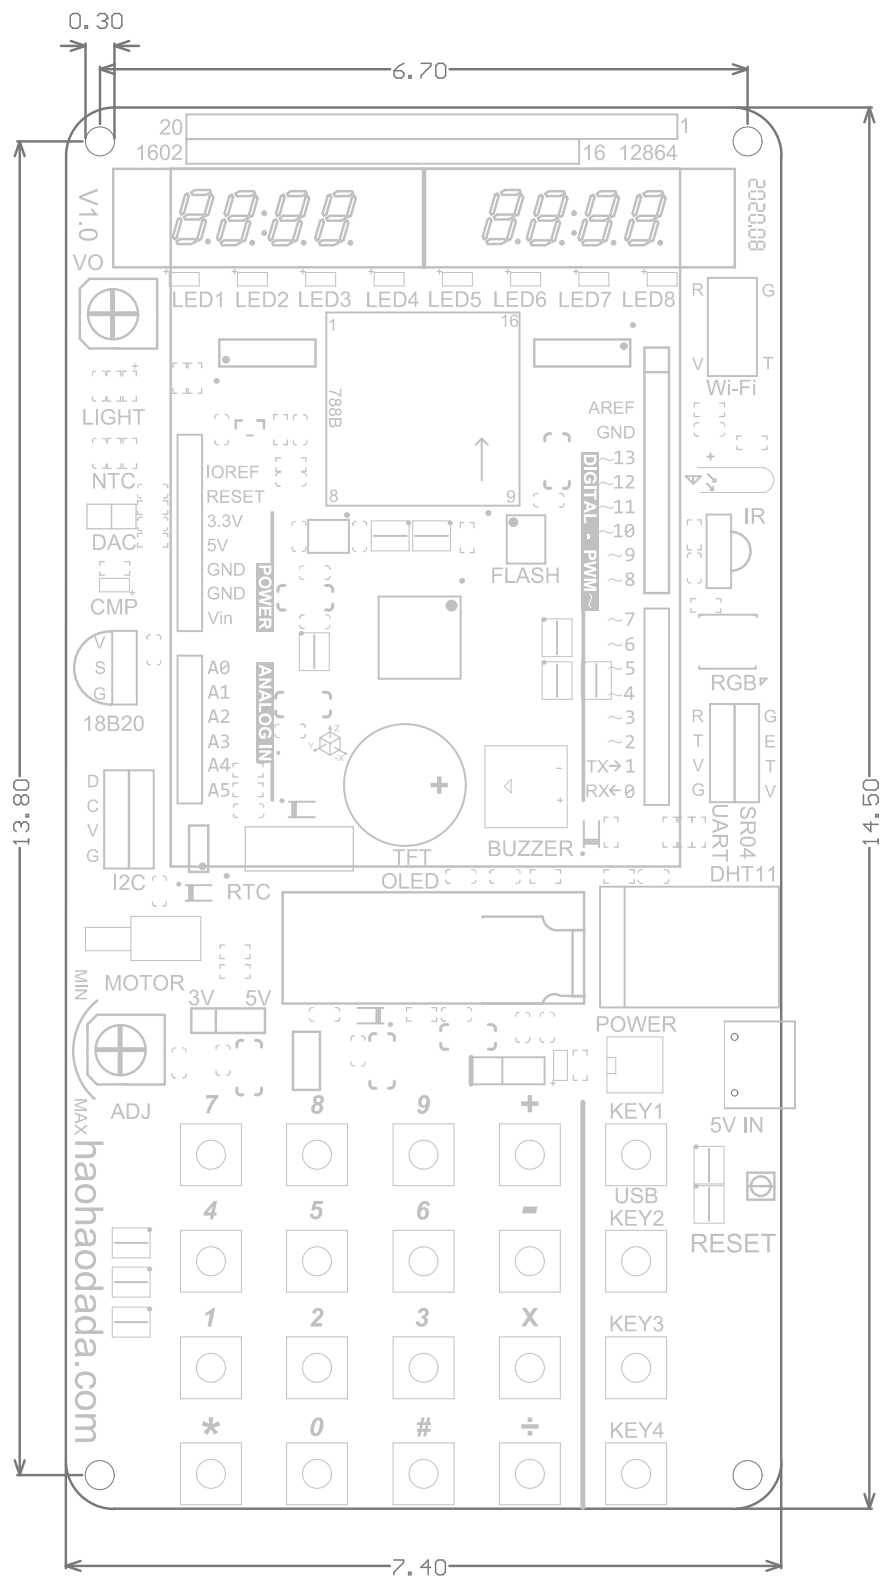 0.30
6.70
20
1
1602
16 12864
V1.0
2020.08
88:88
88:88
VO
LED1
LED2
LED3
LED4
LED5
LED6
LED7
LED8
R
G
V
T
Wi-Fi
1
16
788B
8
9
LIGHT
NTC
DAC
CMP
AREF
GND
~13
~12
~11
~10
~9
~8
DIGITAL - PWM~
IOREF
RESET
3.3V
5V
GND
GND
Vin
POWER
FLASH
IR
~7
~6
~5
~4
~3
~2
TX→1
RX←0
V
S
G
18B20
A0
A1
A2
A3
A4
A5
ANALOG IN
Z
Y
X
RGB
R
T
V
G
G
E
T
V
UART
SR04
D
C
V
G
I2C
13.80
14.50
BUZZER
TFT
OLED
RTC
DHT11
MOTOR
3V
5V
MIN
MAX
ADJ
POWER
5V IN
7
8
9
+
KEY1
USB
4
5
6
-
KEY2
RESET
1
2
3
X
KEY3
*
0
#
÷
KEY4
haohaodada.com
7.40